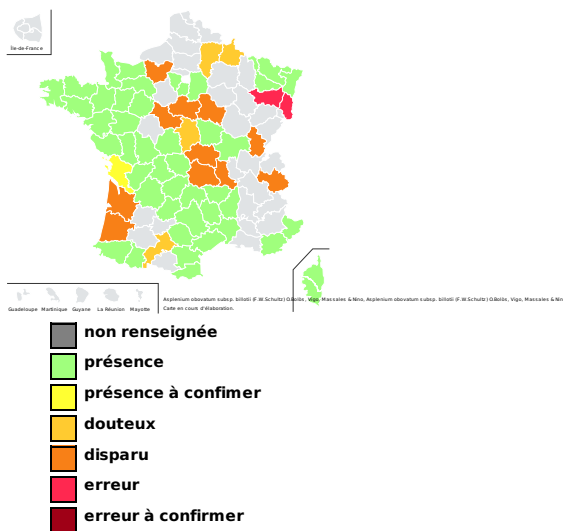 Île-de-France
Guadeloupe Martinique Guyane La Réunion Mayotte
Asplenium obovatum subsp. billotii (F.W.Schultz) O.Bolòs, Vigo, Massales & Nino, Asplenium obovatum subsp. billotii (F.W.Schultz) O.Bolòs, Vigo, Massales & Nin
Carte en cours d'élaboration.
non renseignée
présence
présence à confimer
douteux
disparu
erreur
erreur à confirmer